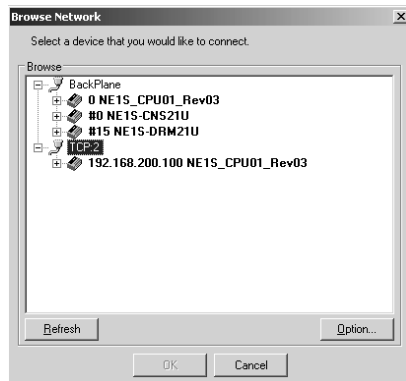 Browse Network
Select a device that you would like to connect.
Browse
BackPlane
0 NE1S_CPU01_Rev03
#0 NE1S-CNS21U
#15 NE1S-DRM21U
TCP:2
192.168.200.100 NE1S_CPU01_Rev03
Refresh
Option...
OK
Cancel